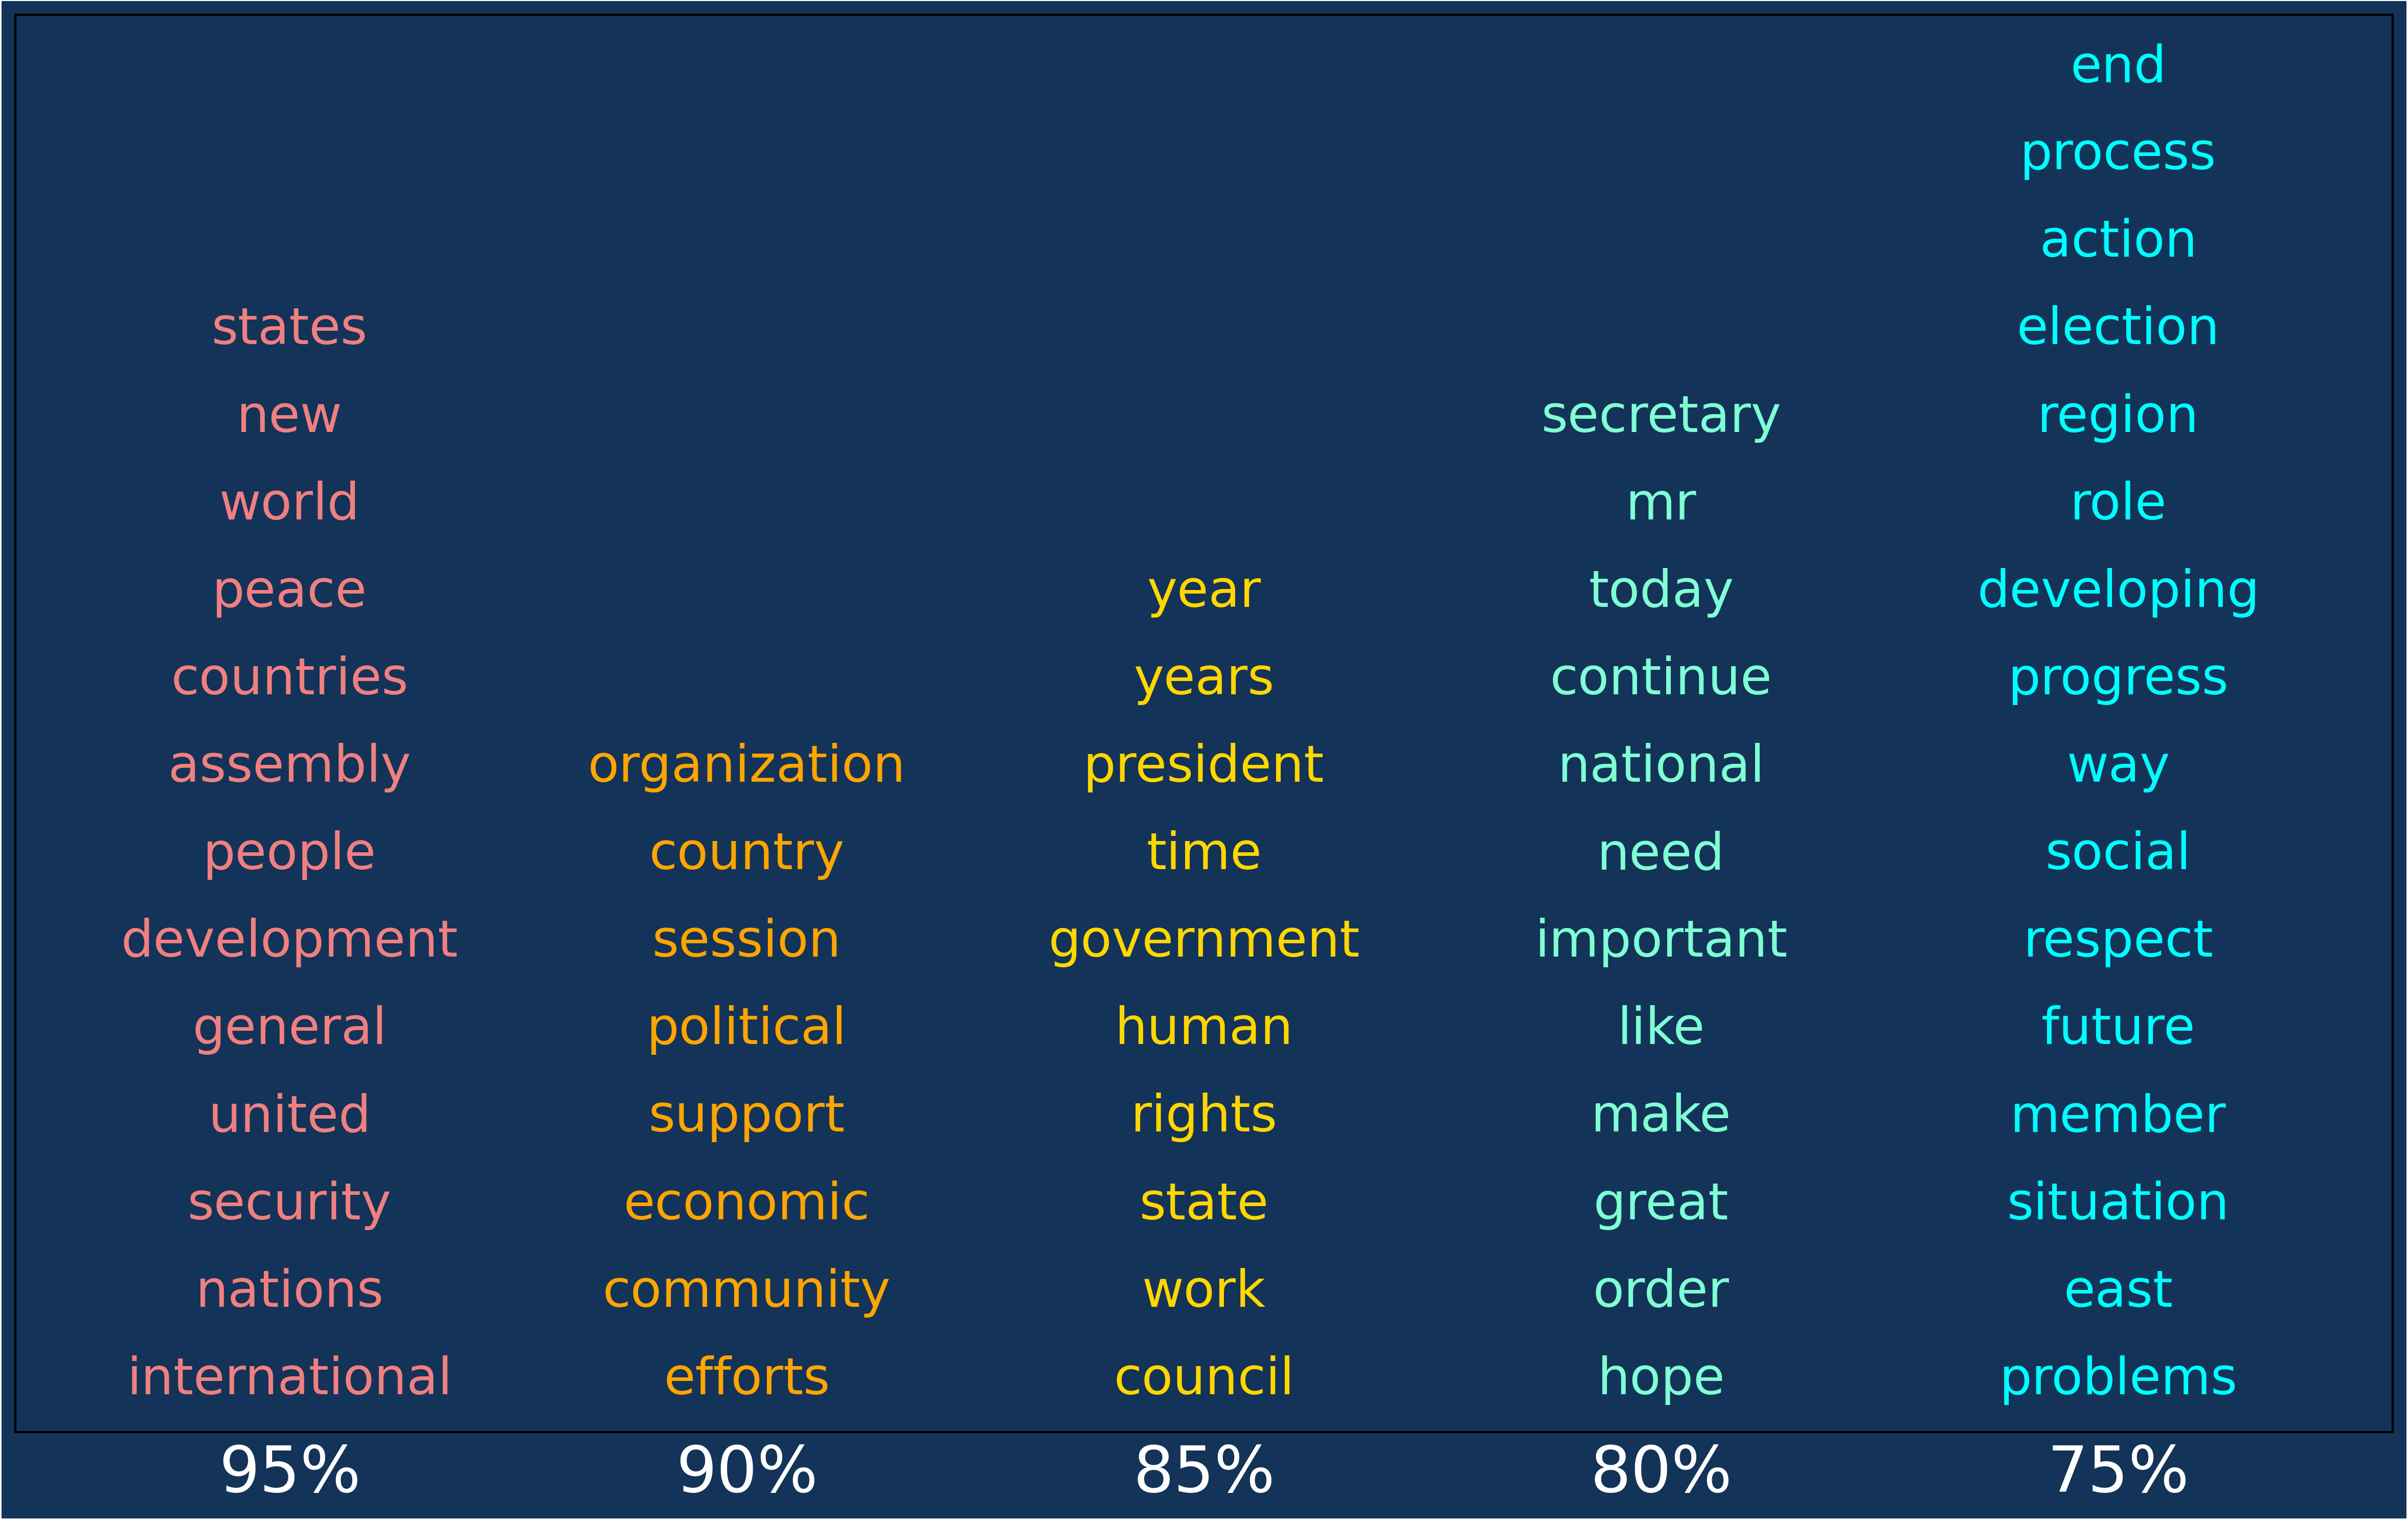 end
process
action
states election
new secretary region
world mr role
peace year today developing
countries years continue progress
assembly organization president national way
people country time need social
development session government important respect
general political human like future
united support rights make member
security economic state great situation
nations community work order east
international efforts council hope problems
95% 90% 85% 80% 75%